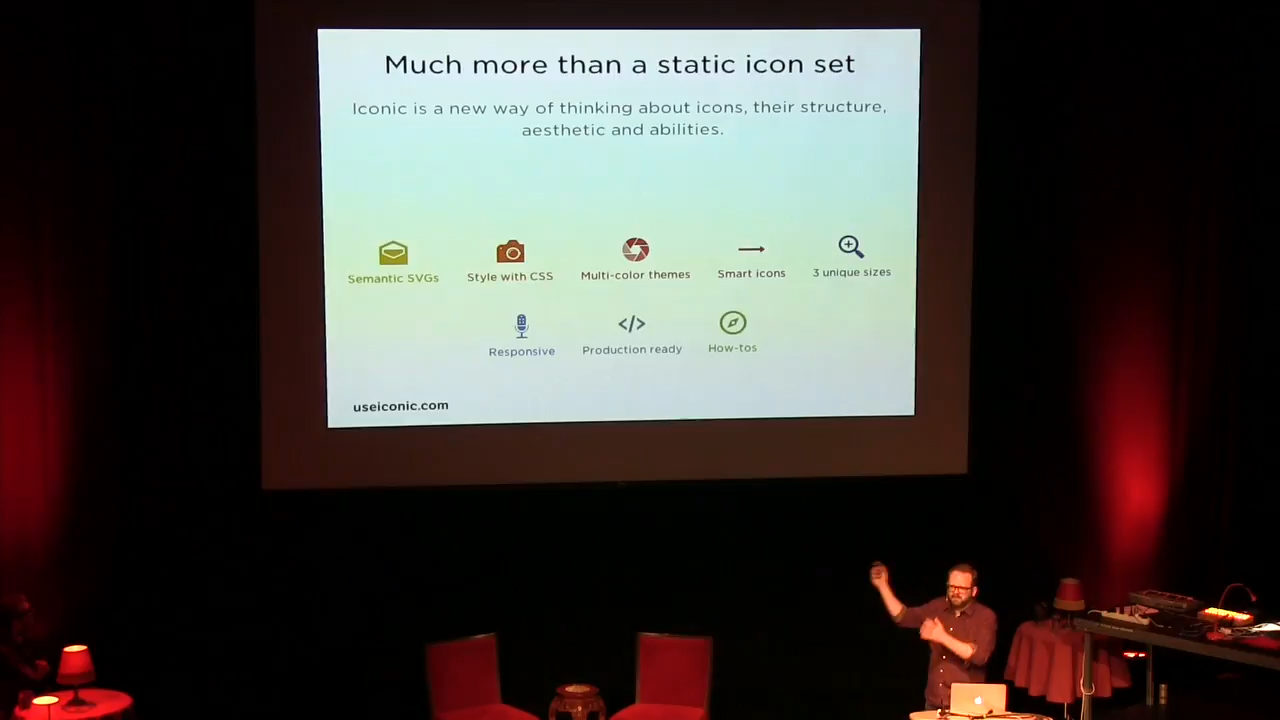 Much more than a static icon set
Iconic is a new way of thinking about icons, their structure,
aesthetic and abilities.
Semantic SVGs
Style with CSS
Multi-color themes
Smart icons
3 unique sizes
Responsive
Production ready
How-tos
useiconic.com